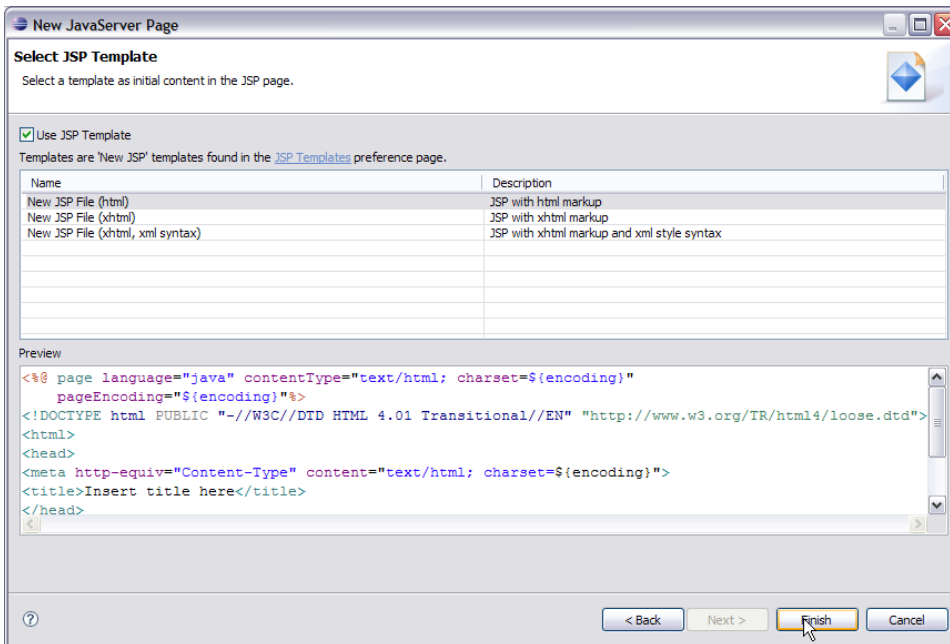 New JavaServer Page
Select JSP Template
Select a template as initial content in the JSP page.
Use JSP Template
Templates are 'New JSP' templates found in the JSP Templates preference page.
Name Description
New JSP File (html) JSP with html markup
New JSP File (xhtml) JSP with xhtml markup
New JSP File (xhtml, xml syntax) JSP with xhtml markup and xml style syntax
Preview
<%@ page language="java" contentType="text/html; charset=${encoding}"
    pageEncoding="${encoding}"%>
<!DOCTYPE html PUBLIC "-//W3C//DTD HTML 4.01 Transitional//EN" "http://www.w3.org/TR/html4/loose.dtd">
<html>
<head>
<meta http-equiv="Content-Type" content="text/html; charset=${encoding}">
<title>Insert title here</title>
</head>
? < Back Next > Finish Cancel